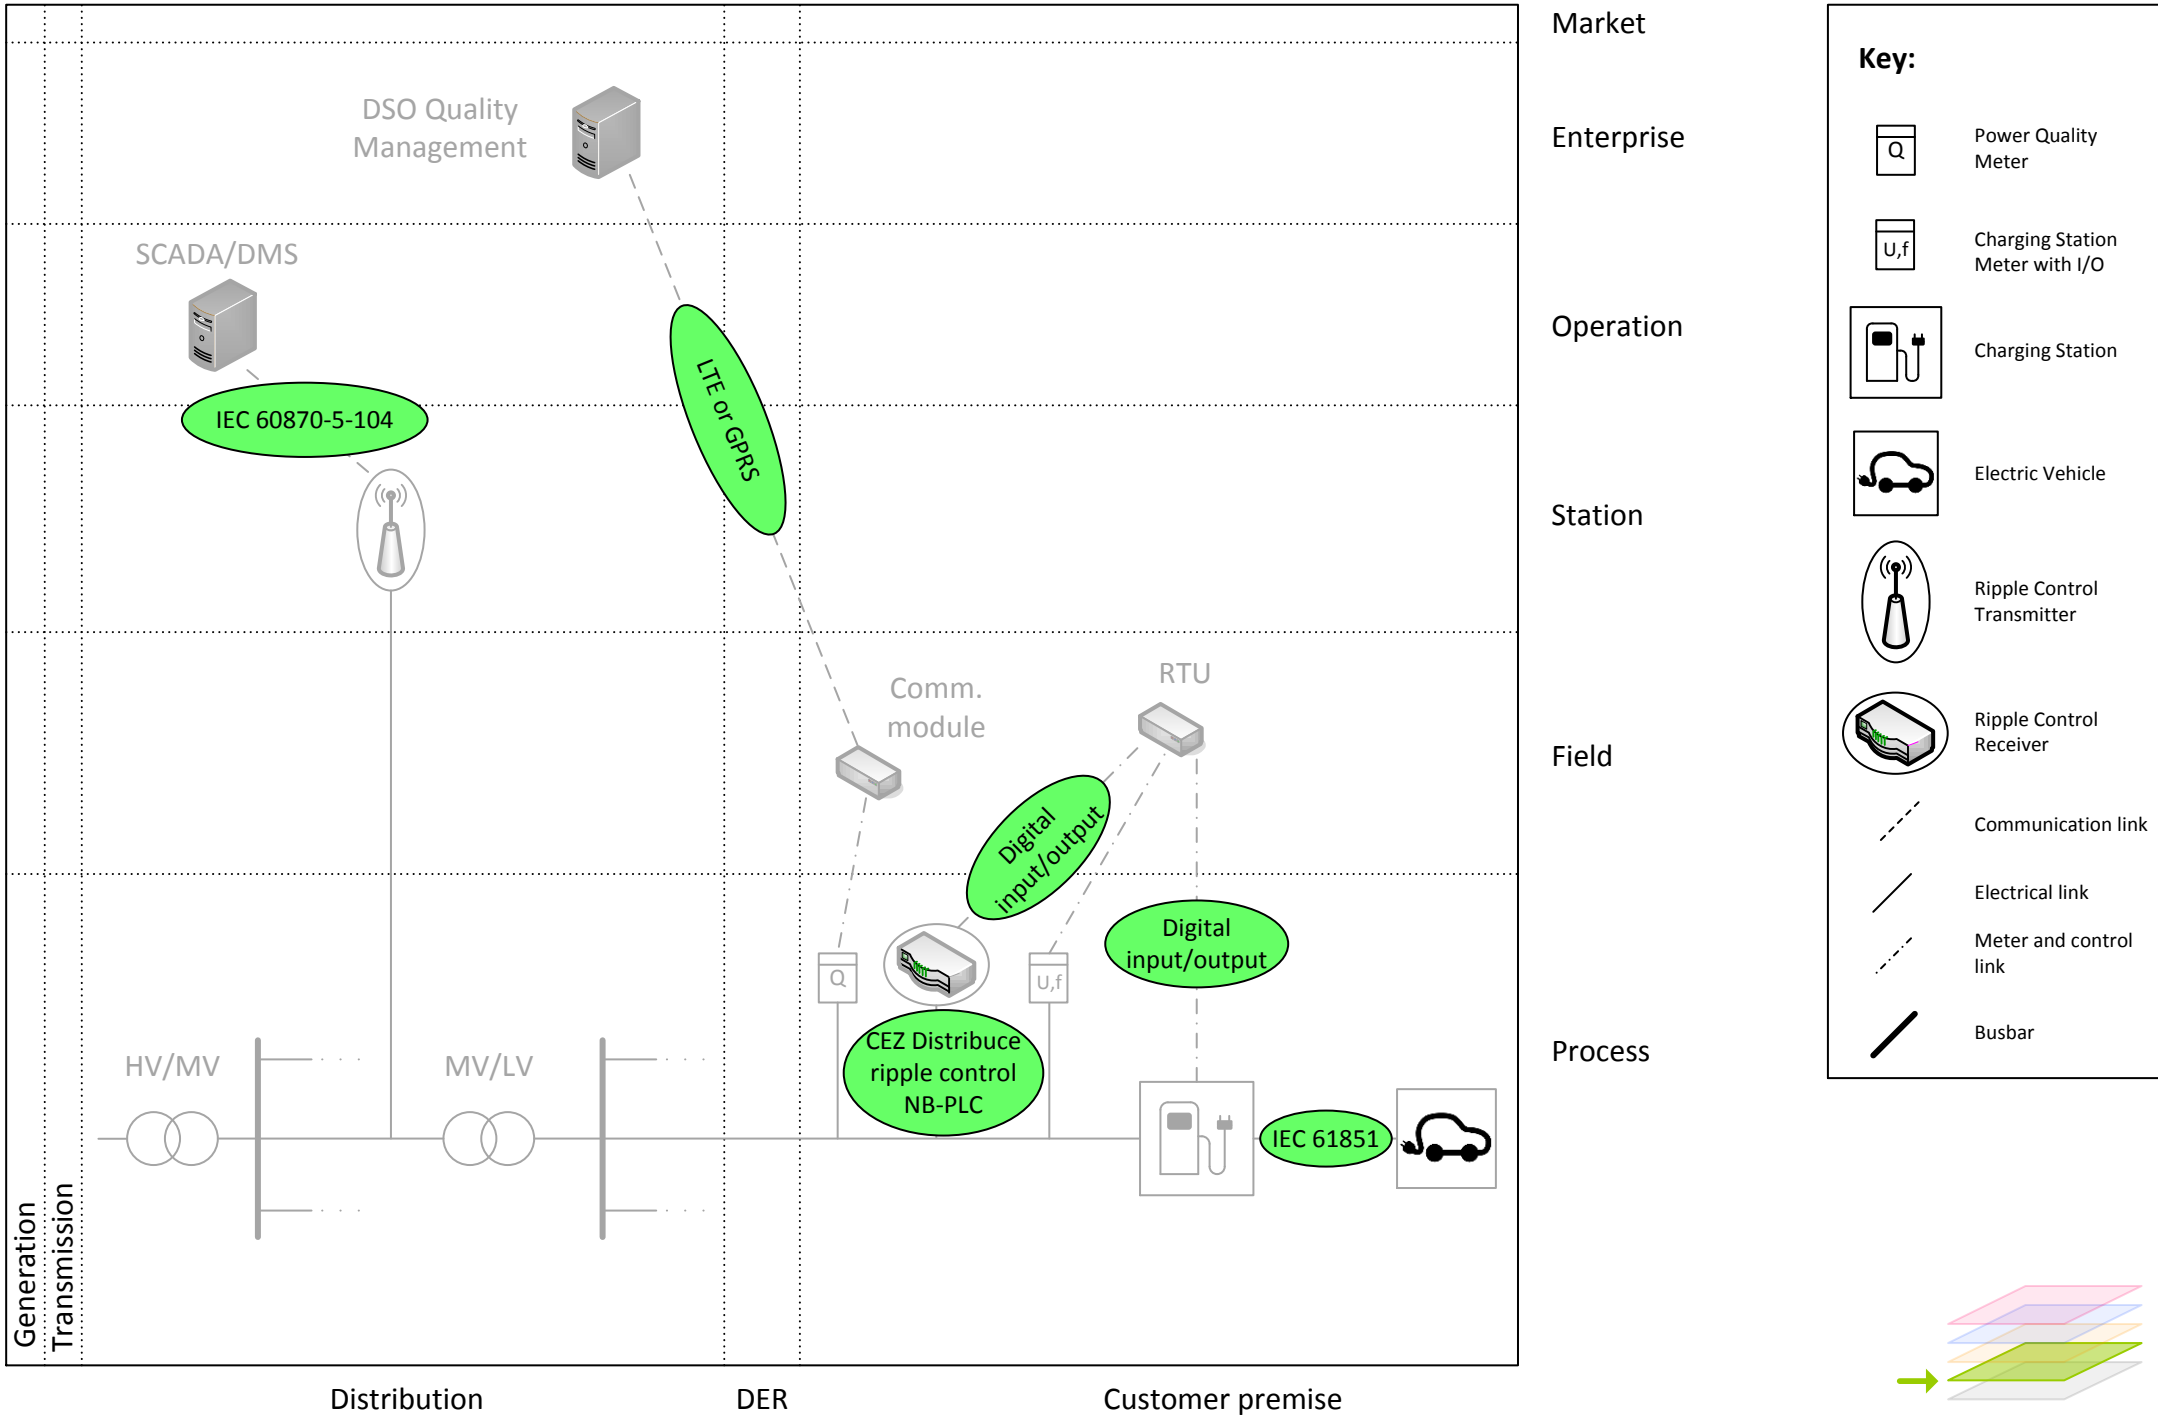 Market
Enterprise
Operation
Station
Field
Process
DSO Quality
Management
SCADA/DMS
IEC 60870-5-104
LTE or GPRS
Comm.
module
RTU
Digital
input/output
Digital
input/output
Q
U,f
CEZ Distribuce
ripple control
NB-PLC
HV/MV
MV/LV
IEC 61851
Generation
Transmission
Distribution
DER
Customer premise
Key:
Q
Power Quality
Meter
U,f
Charging Station
Meter with I/O
Charging Station
Electric Vehicle
Ripple Control
Transmitter
Ripple Control
Receiver
Communication link
Electrical link
Meter and control
link
Busbar